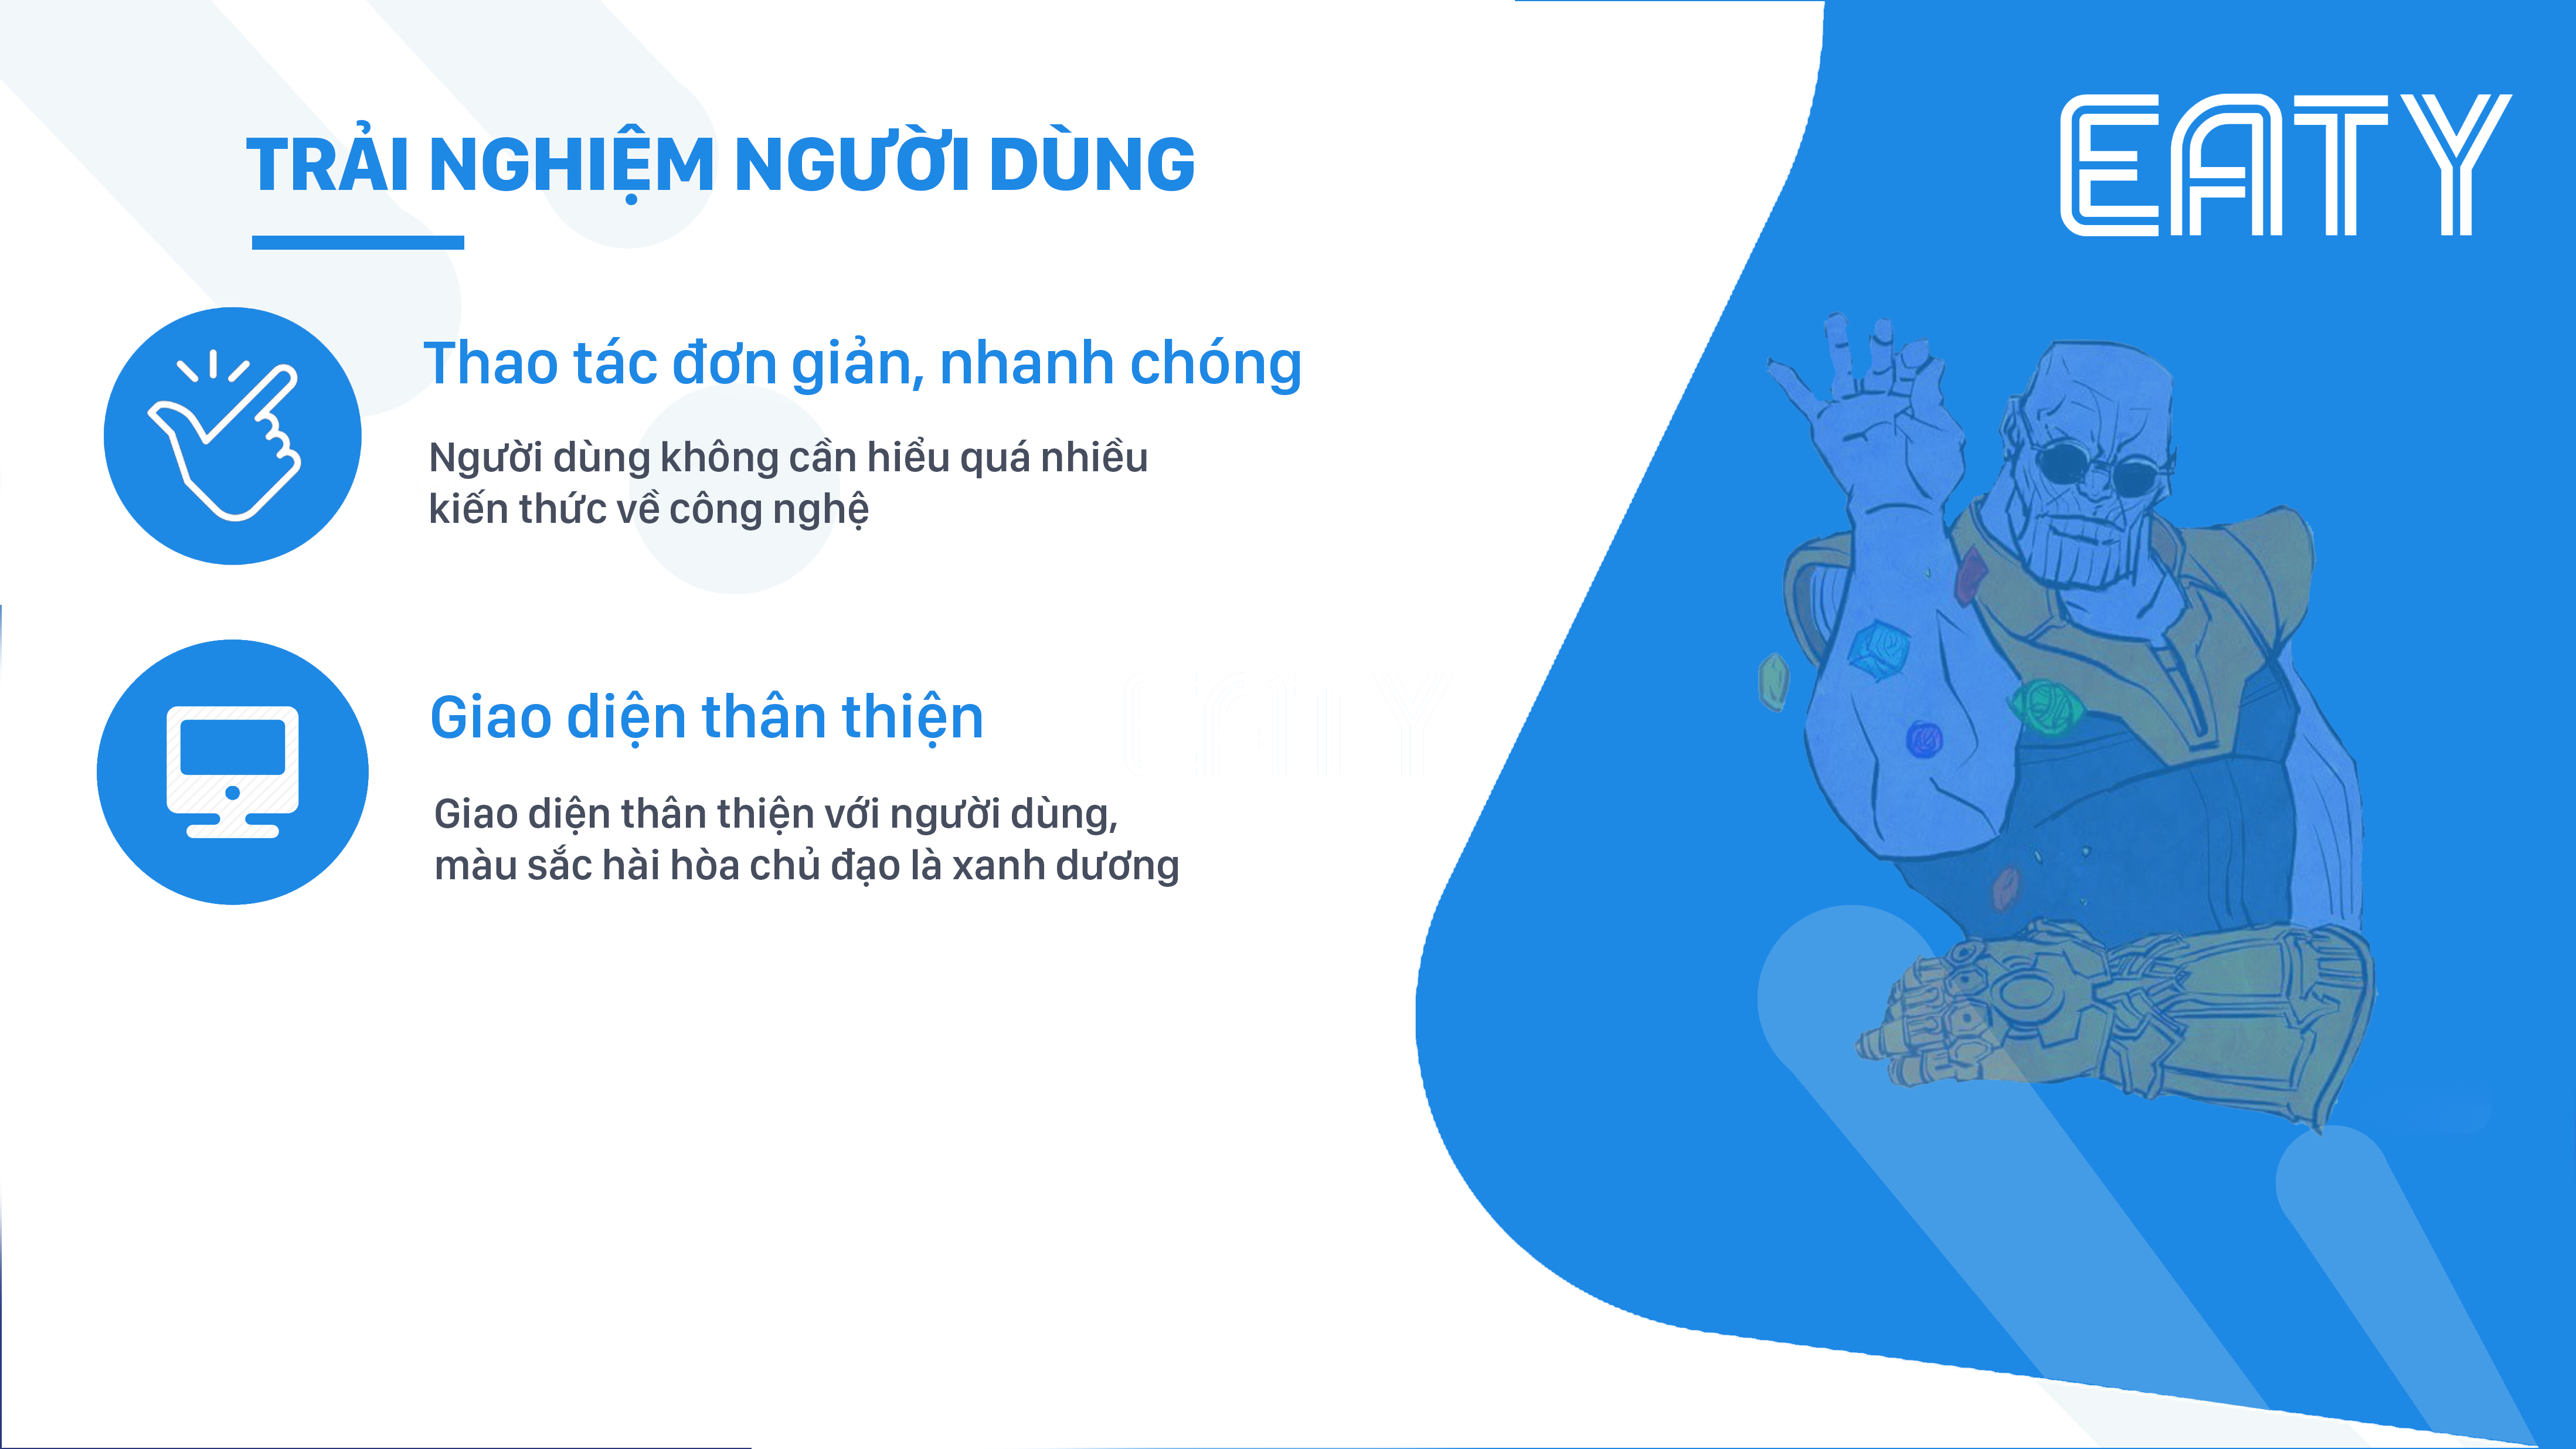 TRẢI NGHIỆM NGƯỜI DÙNG
EATY
Thao tác đơn giản, nhanh chóng
Người dùng không cần hiểu quá nhiều
kiến thức về công nghệ
Giao diện thân thiện
EATY
Giao diện thân thiện với người dùng,
màu sắc hài hòa chủ đạo là xanh dương